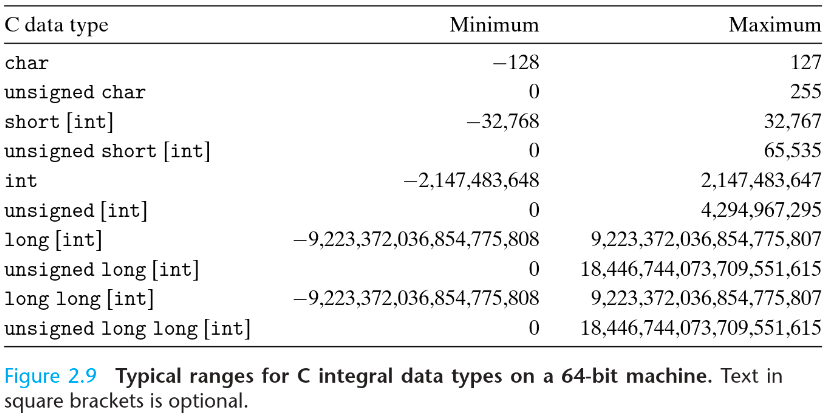 C data type Minimum Maximum
char −128 127
unsigned char 0 255
short [int] −32,768 32,767
unsigned short [int] 0 65,535
int −2,147,483,648 2,147,483,647
unsigned [int] 0 4,294,967,295
long [int] −9,223,372,036,854,775,808 9,223,372,036,854,775,807
unsigned long [int] 0 18,446,744,073,709,551,615
long long [int] −9,223,372,036,854,775,808 9,223,372,036,854,775,807
unsigned long long [int] 0 18,446,744,073,709,551,615
Figure 2.9 Typical ranges for C integral data types on a 64-bit machine. Text in
square brackets is optional.